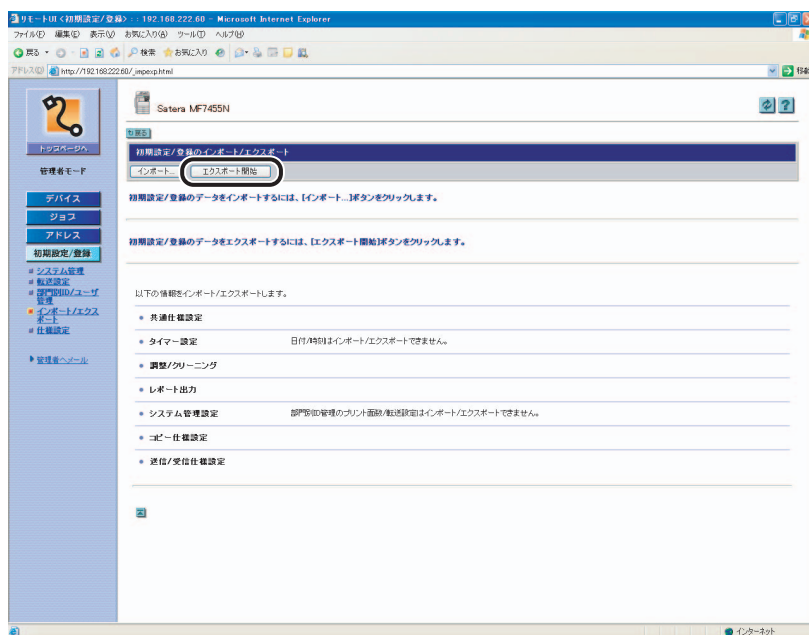 リモートUI <初期設定/登録> : : 192.168.222.60 - Microsoft Internet Explorer
ファイル(F) 編集(E) 表示(V) お気に入り(A) ツール(T) ヘルプ(H)
戻る 検索 お気に入り
アドレス(D) http://192.168.222.60/_impexp.html 移動
Satera MF7455N
戻る
トップページへ
管理者モード
デバイス
ジョブ
アドレス
初期設定/登録
システム管理
転送設定
部門別ID/ユーザ
管理
インポート/エクス
ポート
仕様設定
管理者へメール
初期設定/登録のインポート/エクスポート
インポート... エクスポート開始
初期設定/登録のデータをインポートするには、[インポート...]ボタンをクリックします。
初期設定/登録のデータをエクスポートするには、[エクスポート開始]ボタンをクリックします。
以下の情報をインポート/エクスポートします。
共通仕様設定
タイマー設定 日付/時刻はインポート/エクスポートできません。
調整/クリーニング
レポート出力
システム管理設定 部門別ID管理のプリント面数/転送設定はインポート/エクスポートできません。
コピー仕様設定
送信/受信仕様設定
インターネット